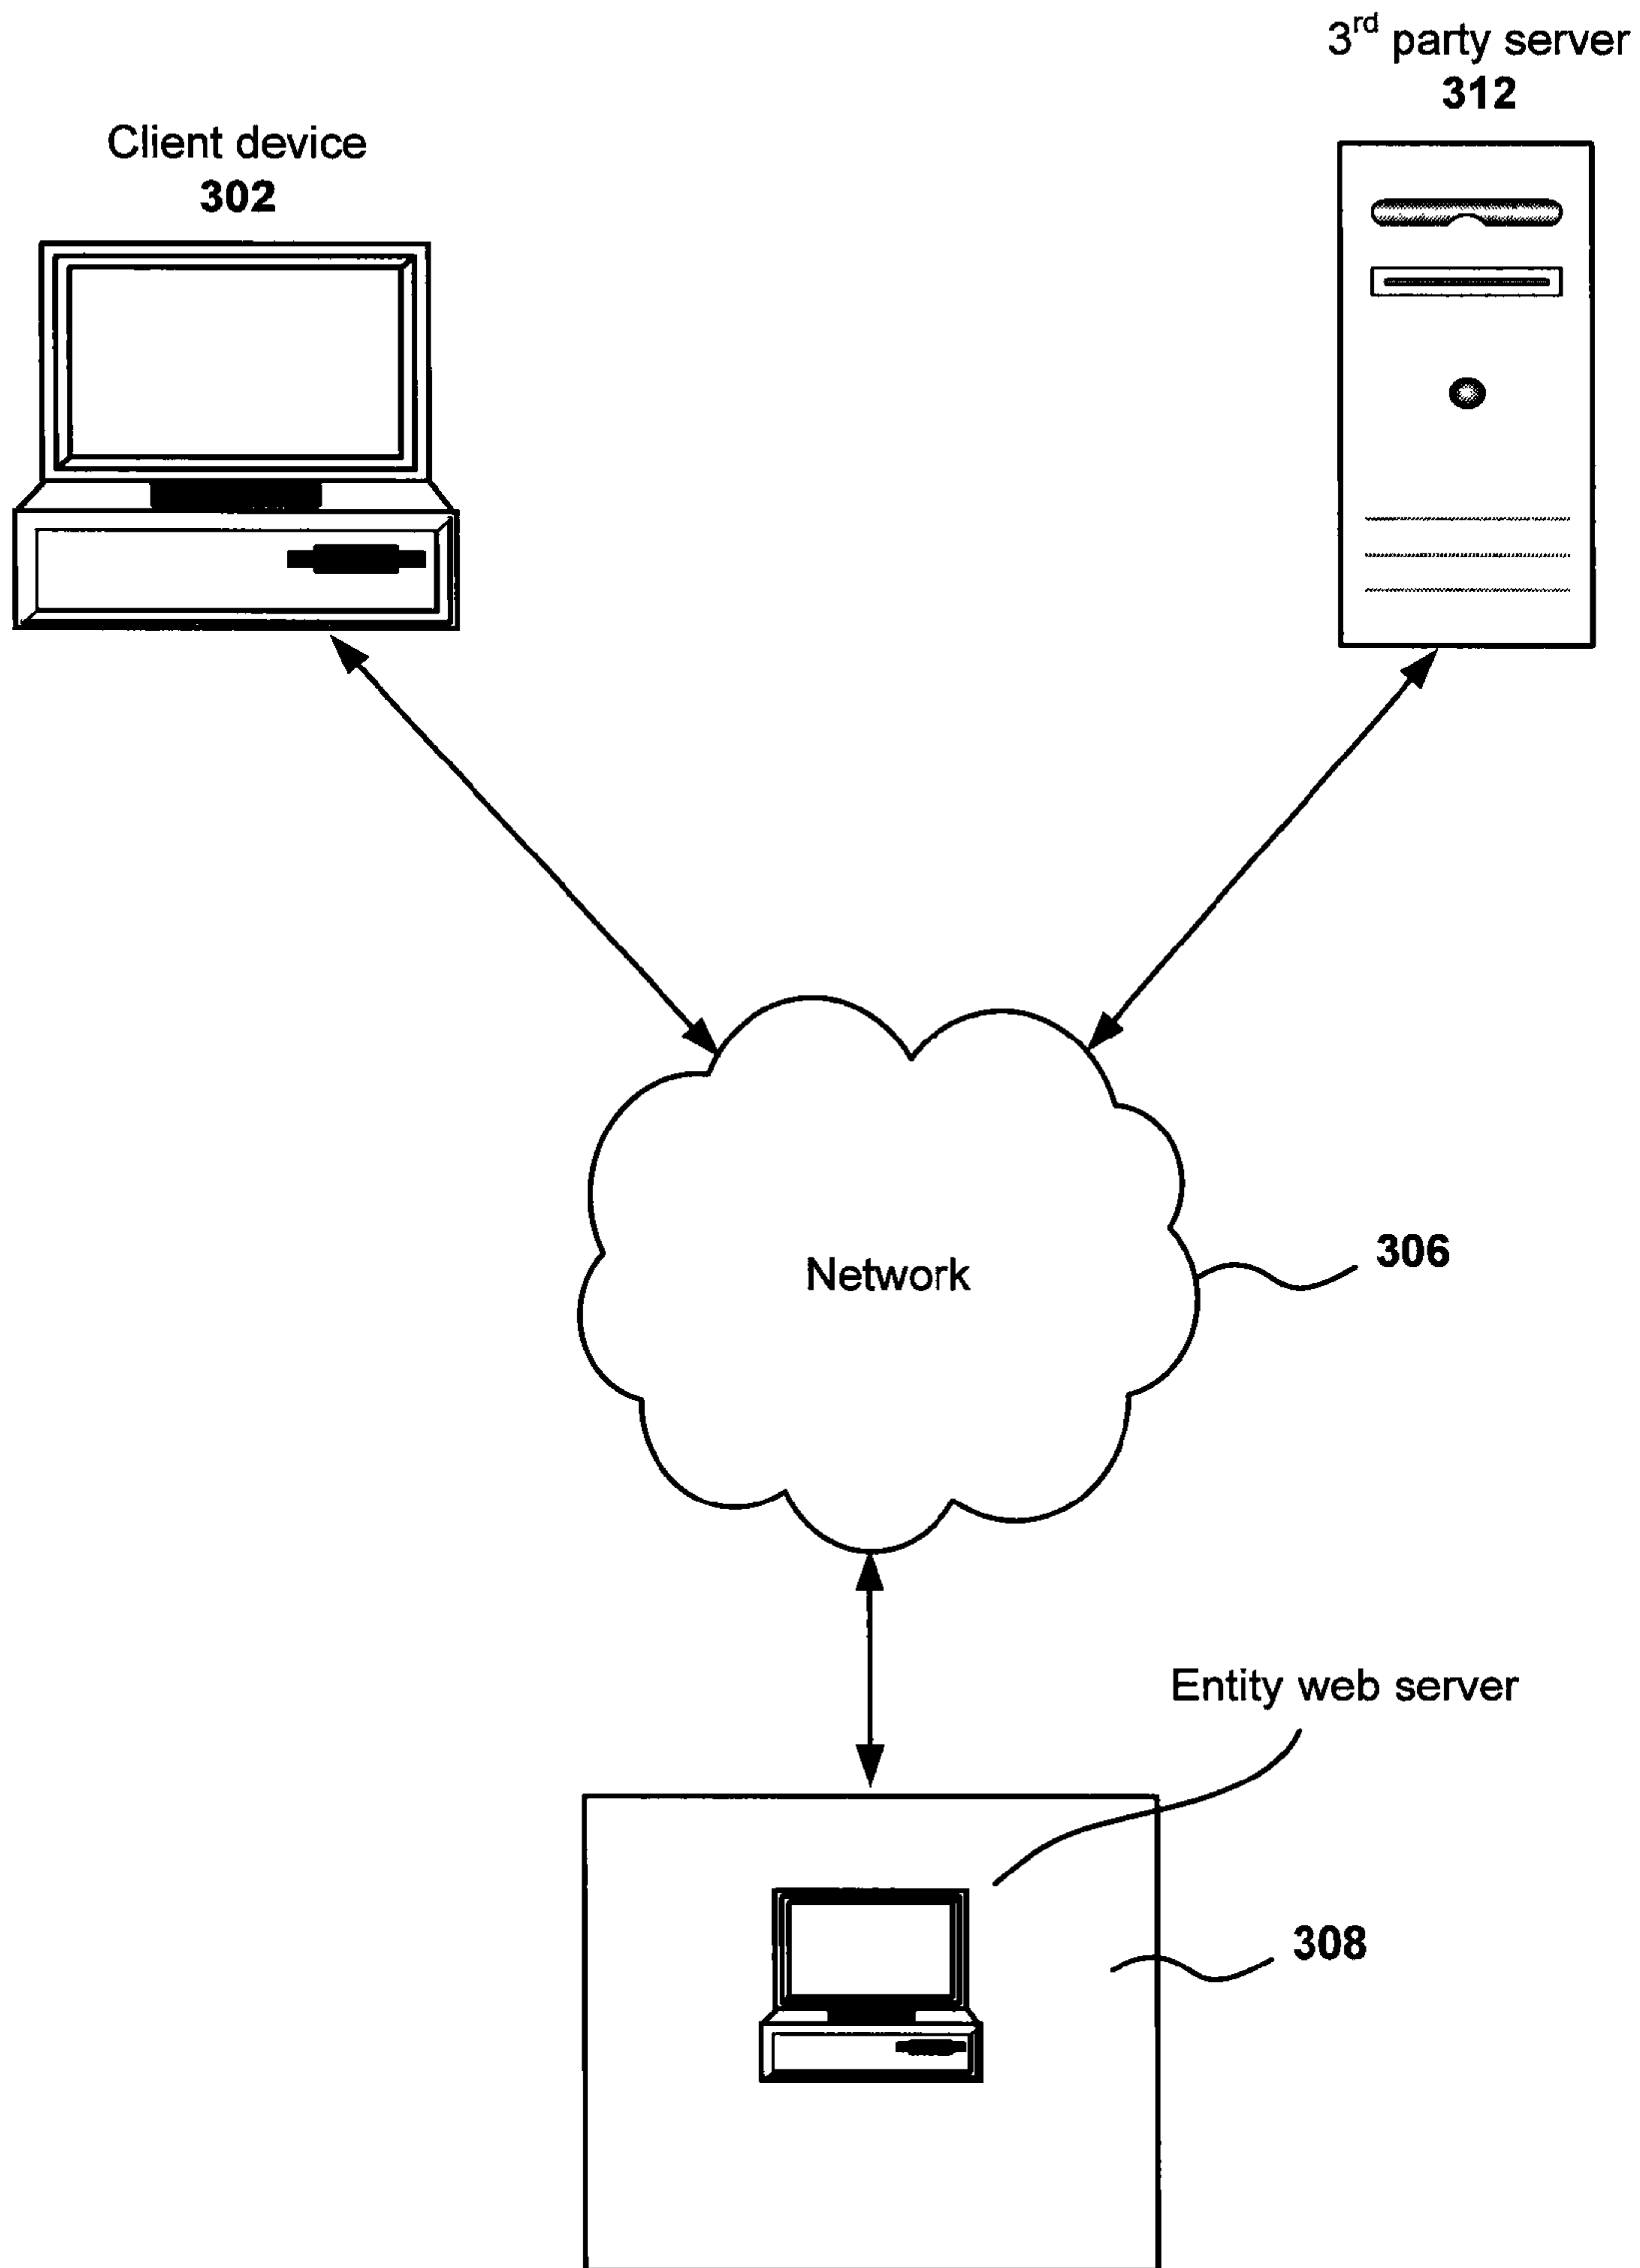 3rd party server
312
Client device
302
Network
306
Entity web server
308